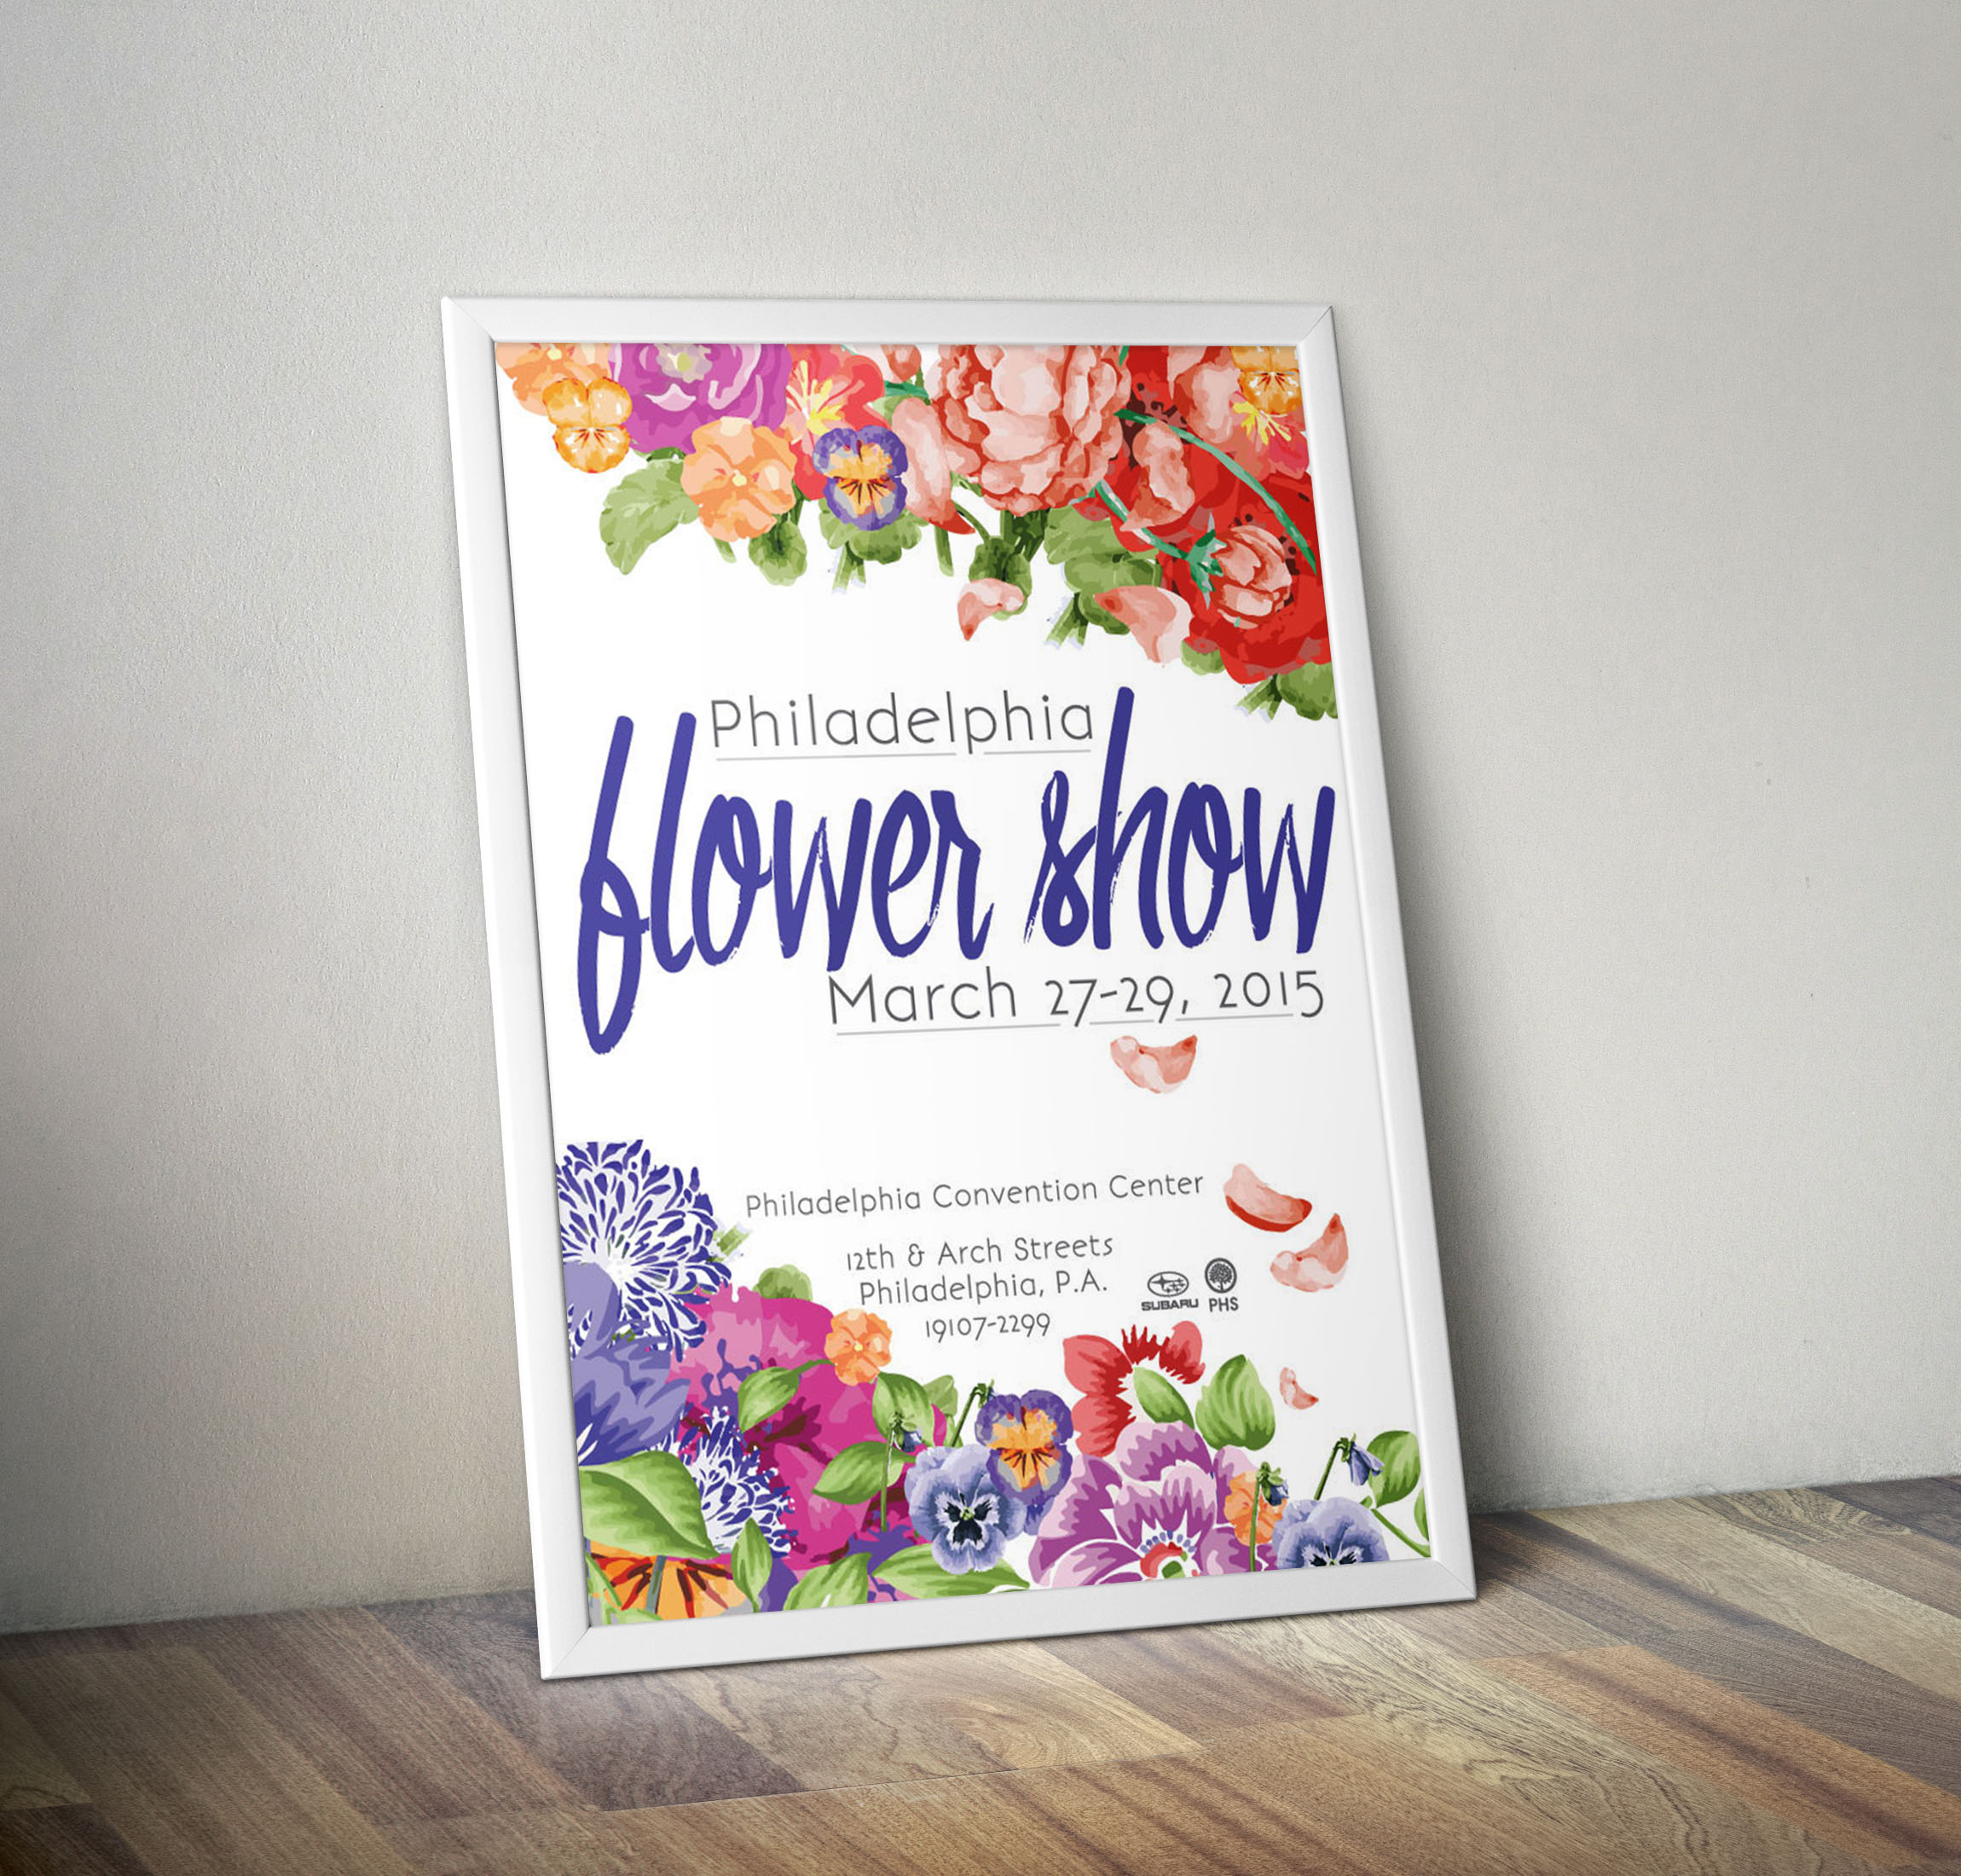 Philadelphia
flower show
March 27-29, 2015
Philadelphia Convention Center
12th & Arch Streets
Philadelphia, P.A.
19107-2299
SUBARU PHS